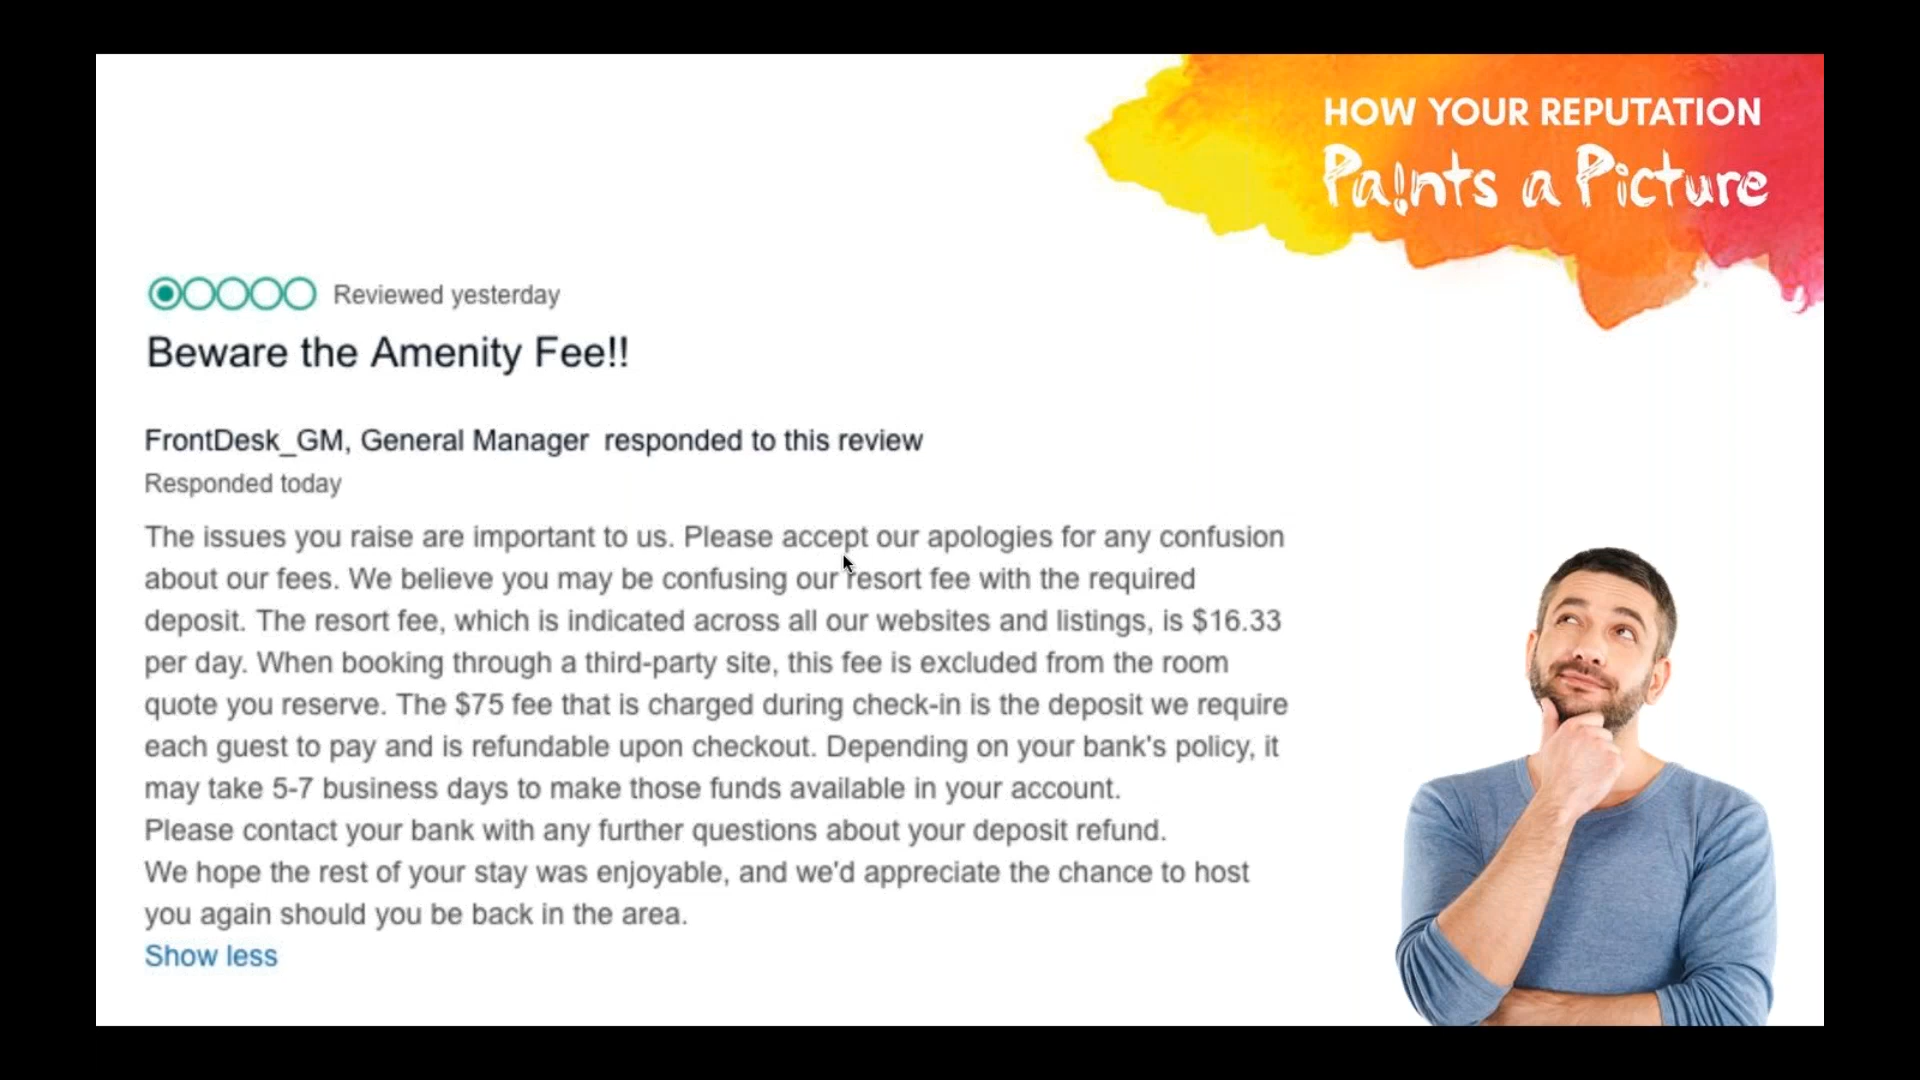 HOW YOUR REPUTATION
Pa!nts a Picture
Reviewed yesterday
Beware the Amenity Fee!!
FrontDesk_GM, General Manager responded to this review
Responded today
The issues you raise are important to us. Please accept our apologies for any confusion
about our fees. We believe you may be confusing our resort fee with the required
deposit. The resort fee, which is indicated across all our websites and listings, is $16.33
per day. When booking through a third-party site, this fee is excluded from the room
quote you reserve. The $75 fee that is charged during check-in is the deposit we require
each guest to pay and is refundable upon checkout. Depending on your bank's policy, it
may take 5-7 business days to make those funds available in your account.
Please contact your bank with any further questions about your deposit refund.
We hope the rest of your stay was enjoyable, and we'd appreciate the chance to host
you again should you be back in the area.
Show less